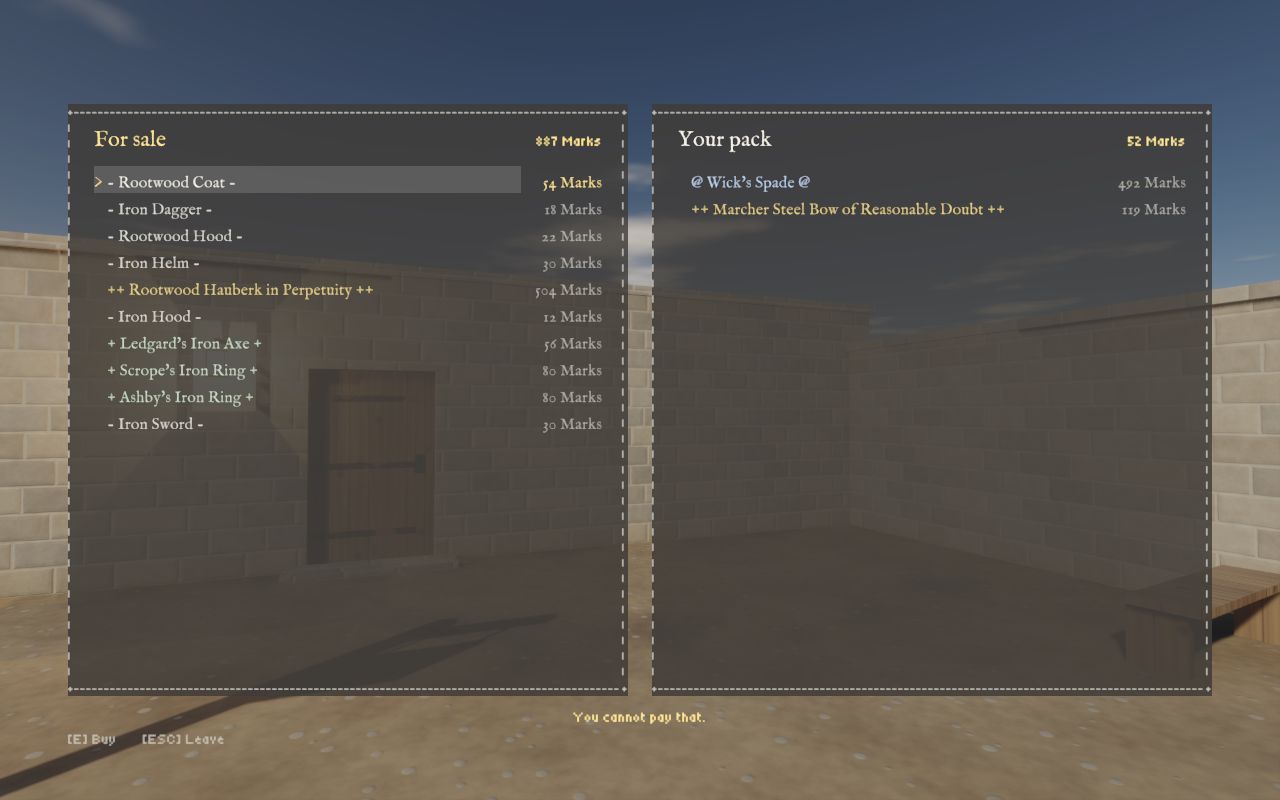 For sale
887 Marks
> - Rootwood Coat - 54 Marks
- Iron Dagger - 18 Marks
- Rootwood Hood - 22 Marks
- Iron Helm - 30 Marks
++ Rootwood Hauberk in Perpetuity ++ 504 Marks
- Iron Hood - 12 Marks
+ Ledgard's Iron Axe + 56 Marks
+ Scrope's Iron Ring + 80 Marks
+ Ashby's Iron Ring + 80 Marks
- Iron Sword - 30 Marks
Your pack
52 Marks
@ Wick's Spade @ 492 Marks
++ Marcher Steel Bow of Reasonable Doubt ++ 119 Marks
You cannot pay that.
[E] Buy [ESC] Leave